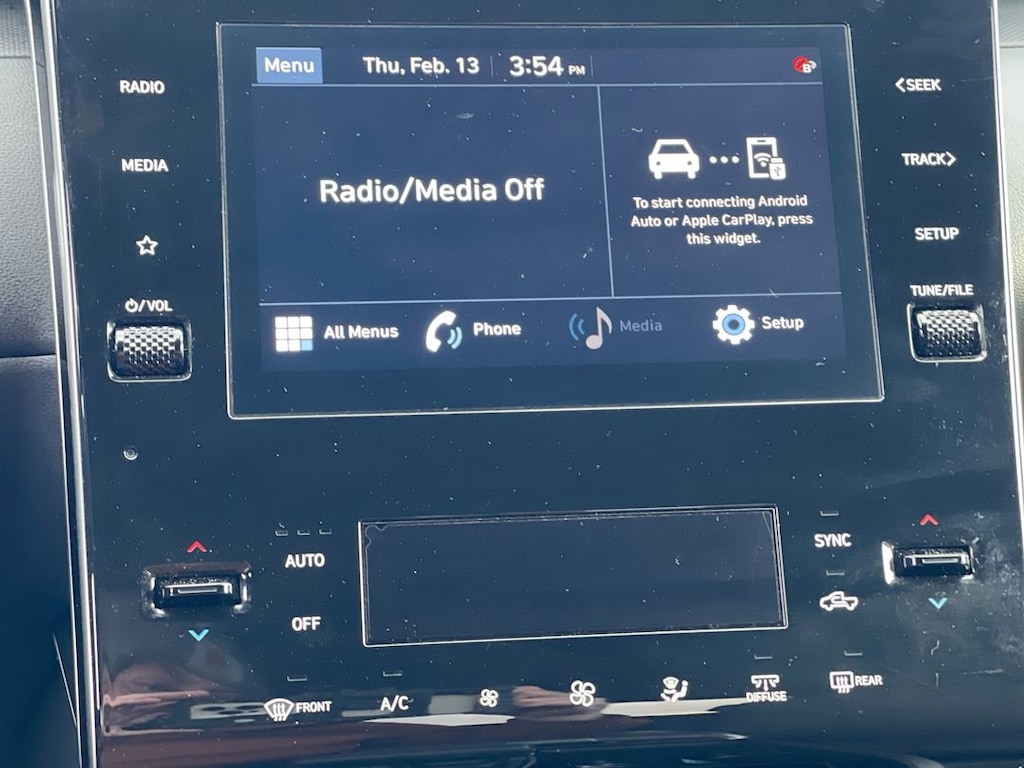 Menu
Thu, Feb. 13
3:54 PM
RADIO
MEDIA
/VOL
Radio/Media Off
To start connecting Android
Auto or Apple CarPlay, press
this widget.
All Menus
Phone
Media
Setup
<SEEK
TRACK>
SETUP
TUNE/FILE
AUTO
OFF
SYNC
FRONT
A/C
DIFFUSE
REAR